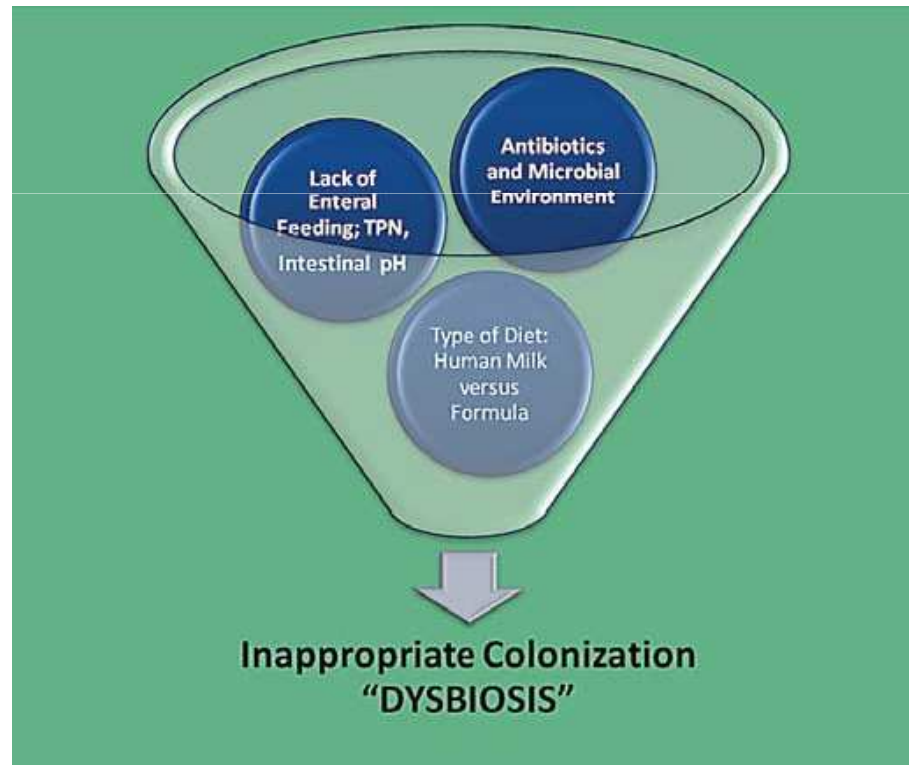 Lack of
Enteral
Feeding; TPN,
Intestinal pH
Antibiotics
and Microbial
Environment
Type of Diet:
Human Milk
versus
Formula
Inappropriate Colonization
“DYSBIOSIS”